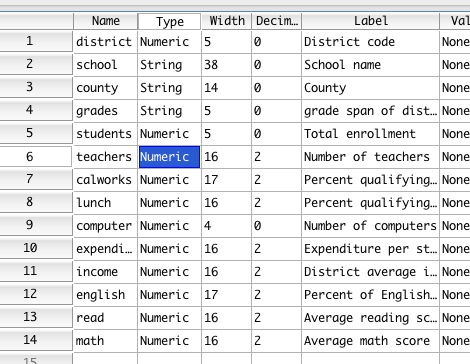 Name Type Width Decim... Label Val
1 district Numeric 5 0 District code None
2 school String 38 0 School name None
3 county String 14 0 County None
4 grades String 5 0 grade span of dist... None
5 students Numeric 5 0 Total enrollment None
6 teachers Numeric 16 2 Number of teachers None
7 calworks Numeric 17 2 Percent qualifying... None
8 lunch Numeric 16 2 Percent qualifying... None
9 computer Numeric 4 0 Number of computers None
10 expendi... Numeric 16 2 Expenditure per st... None
11 income Numeric 16 2 District average i... None
12 english Numeric 17 2 Percent of English... None
13 read Numeric 16 2 Average reading sc... None
14 math Numeric 16 2 Average math score None
15